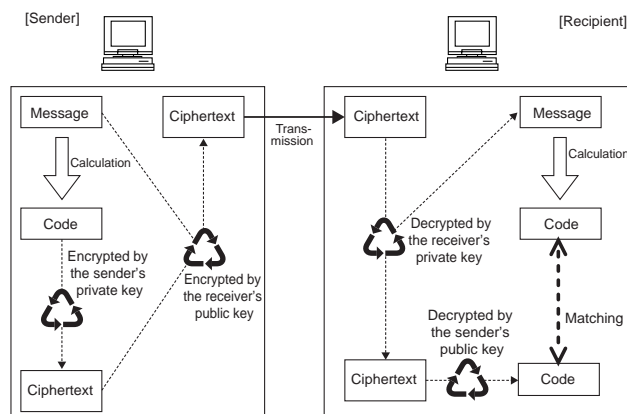 [Sender]
[Recipient]
Message
Ciphertext
Trans-
mission
Calculation
Code
Encrypted by
the sender's
private key
Encrypted by
the receiver's
public key
Ciphertext
Ciphertext
Message
Calculation
Code
Decrypted by
the receiver's
private key
Matching
Decrypted by
the sender's
public key
Ciphertext
Code